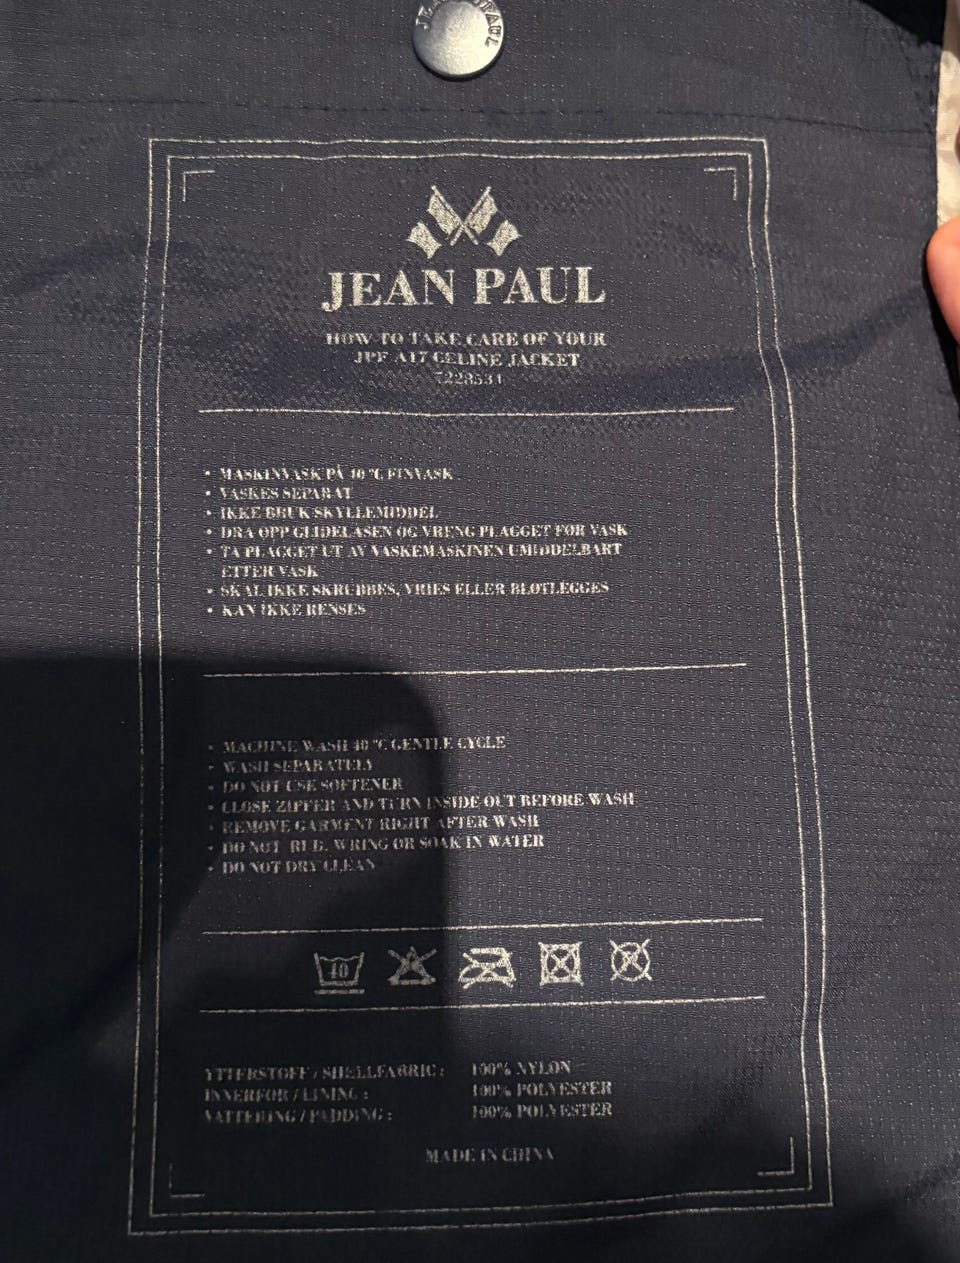 JEAN PAUL
HOW TO TAKE CARE OF YOUR
JPF A17 CELINE JACKET
7228531
• MASKINVASK PÅ 40 °C FINVASK
• VASKES SEPARAT
• IKKE BRUK SKYLLEMIDDEL
• DRA OPP GLIDELÅSEN OG VRENG PLAGGET FØR VASK
• TA PLAGGET UT AV VASKEMASKINEN UMIDDELBART
ETTER VASK
• SKAL IKKE SKRUBBES, VRIES ELLER BLØTLEGGES
• KAN IKKE RENSES
• MACHINE WASH 40 °C GENTLE CYCLE
• WASH SEPARATELY
• DO NOT USE SOFTENER
• CLOSE ZIPPER AND TURN INSIDE OUT BEFORE WASH
• REMOVE GARMENT RIGHT AFTER WASH
• DO NOT RUB, WRING OR SOAK IN WATER
• DO NOT DRY CLEAN
40
YTTERSTOFF / SHELLFABRIC : 100% NYLON
INNERFOR / LINING : 100% POLYESTER
VATTERING / PADDING : 100% POLYESTER
MADE IN CHINA